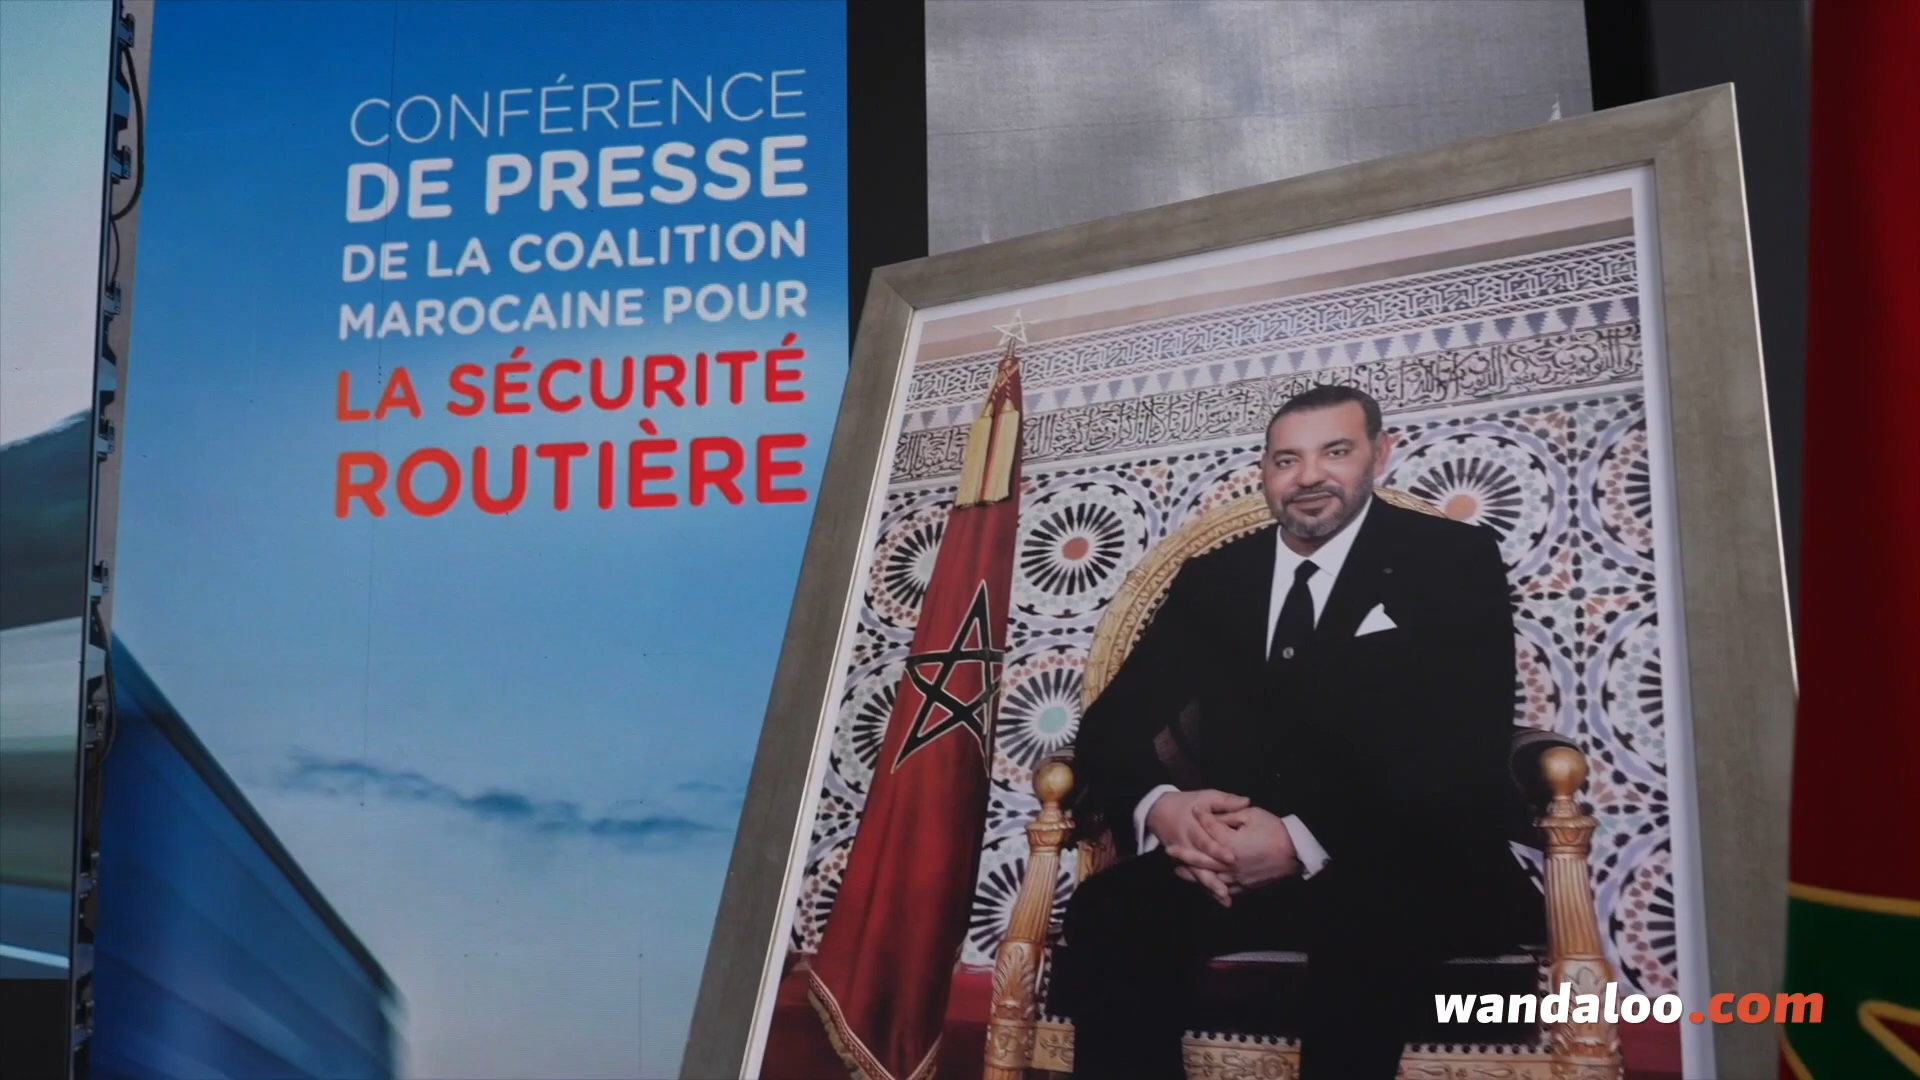 CONFÉRENCE
DE PRESSE
DE LA COALITION
MAROCAINE POUR
LA SÉCURITÉ
ROUTIÈRE
wandaloo.com